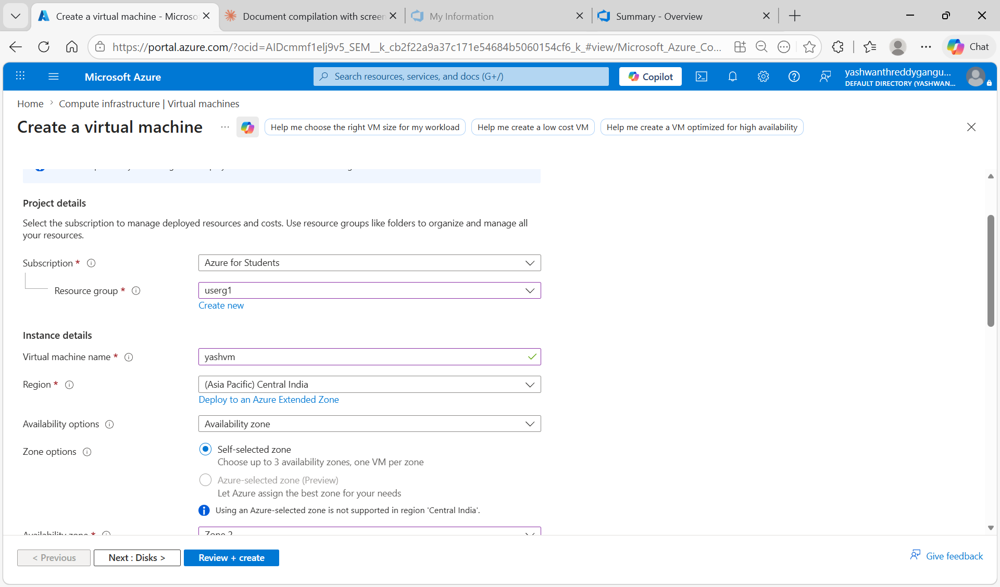 Create a virtual machine - Microso
Document compilation with screen
My Information
Summary - Overview
https://portal.azure.com/?ocid=AIDcmmf1elj9v5_SEM__k_cb2f22a9a37c171e54684b5060154cf6_k_#view/Microsoft_Azure_Co...
Chat
Microsoft Azure
Search resources, services, and docs (G+/)
Copilot
yashwanthreddygangu...
DEFAULT DIRECTORY (YASHWAN...
Home > Compute infrastructure | Virtual machines
Create a virtual machine ...
Help me choose the right VM size for my workload
Help me create a low cost VM
Help me create a VM optimized for high availability
Project details
Select the subscription to manage deployed resources and costs. Use resource groups like folders to organize and manage all
your resources.
Subscription *
Azure for Students
Resource group *
userg1
Create new
Instance details
Virtual machine name *
yashvm
Region *
(Asia Pacific) Central India
Deploy to an Azure Extended Zone
Availability options
Availability zone
Zone options
Self-selected zone
Choose up to 3 availability zones, one VM per zone
Azure-selected zone (Preview)
Let Azure assign the best zone for your needs
Using an Azure-selected zone is not supported in region 'Central India'.
Availability zone *
Zone 2
< Previous
Next : Disks >
Review + create
Give feedback